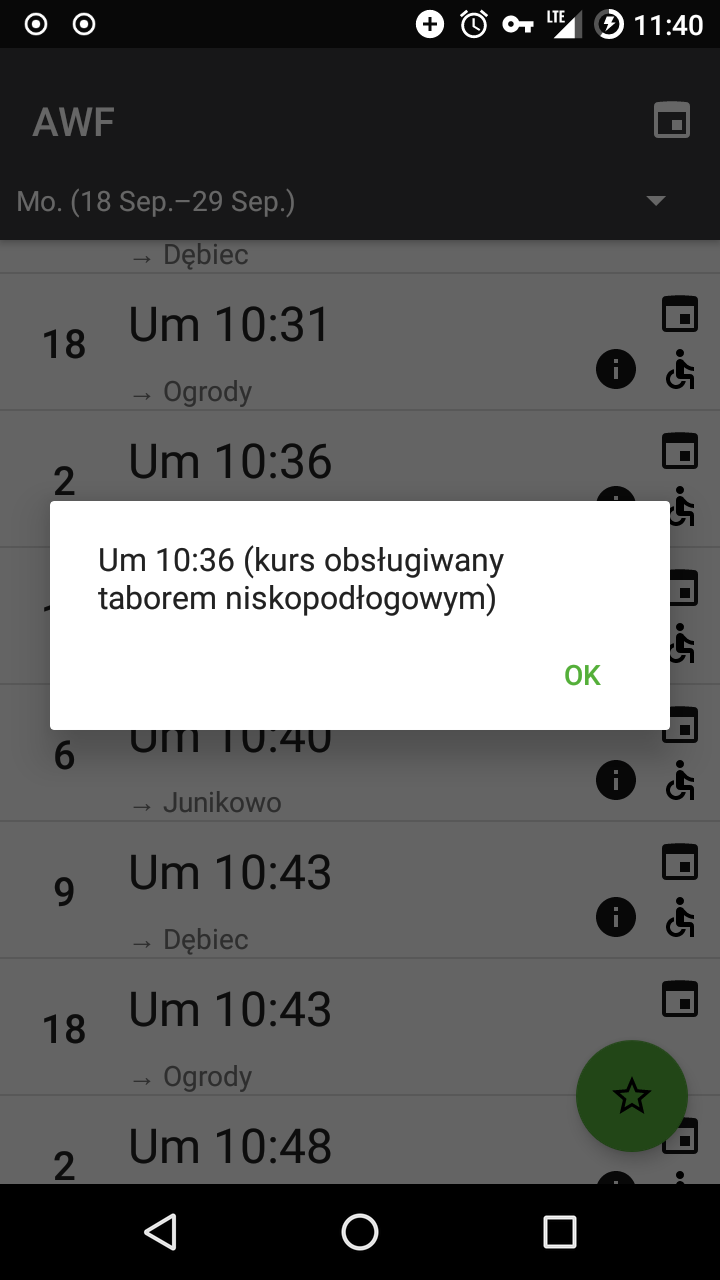 LTE 11:40
AWF
Mo. (18 Sep.–29 Sep.)
→ Dębiec
18 Um 10:31
→ Ogrody
2 Um 10:36
Um 10:36 (kurs obsługiwany
taborem niskopodłogowym)
OK
6 Um 10:40
→ Junikowo
9 Um 10:43
→ Dębiec
18 Um 10:43
→ Ogrody
2 Um 10:48